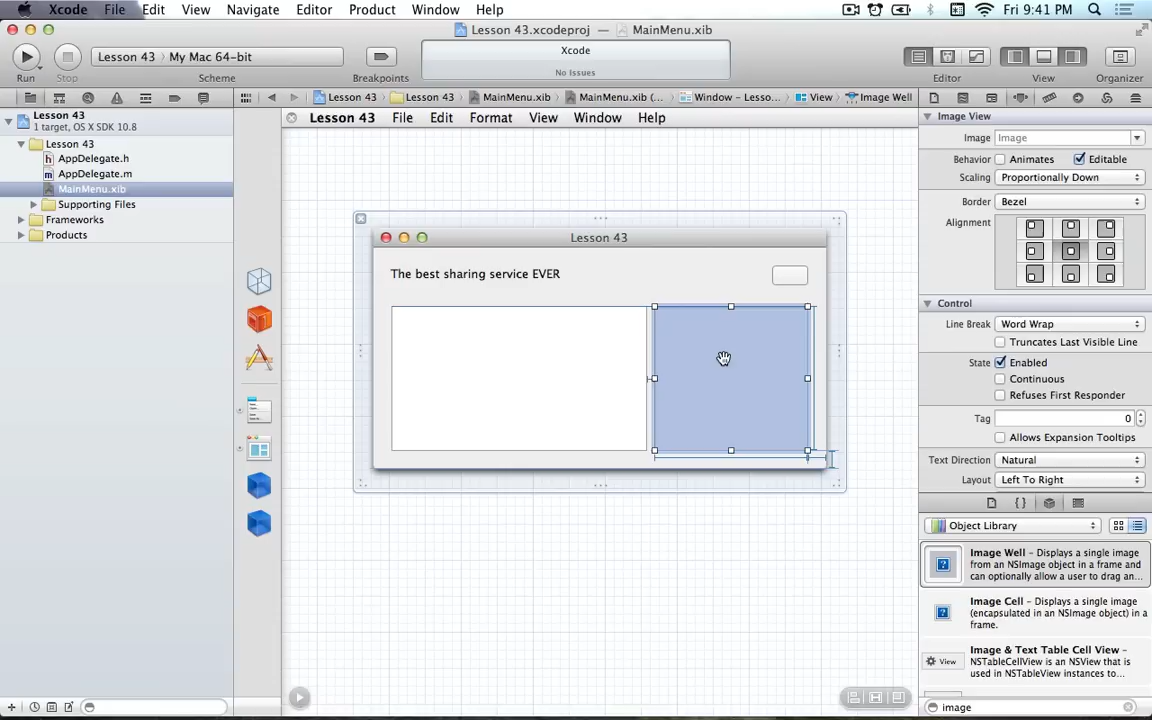 Xcode File Edit View Navigate Editor Product Window Help Fri 9:41 PM
Lesson 43.xcodeproj — MainMenu.xib
Lesson 43 〉 My Mac 64-bit
Xcode
No Issues
Run Stop Scheme Breakpoints Editor View Organizer
Lesson 43 Lesson 43 MainMenu.xib MainMenu.xib (... Window – Lesso... View Image Well
Lesson 43
1 target, OS X SDK 10.8
Lesson 43
AppDelegate.h
AppDelegate.m
MainMenu.xib
Supporting Files
Frameworks
Products
Lesson 43 File Edit Format View Window Help
Lesson 43
The best sharing service EVER
Image View
Image Image
Behavior Animates Editable
Scaling Proportionally Down
Border Bezel
Alignment
Control
Line Break Word Wrap
Truncates Last Visible Line
State Enabled
Continuous
Refuses First Responder
Tag 0
Allows Expansion Tooltips
Text Direction Natural
Layout Left To Right
Object Library
Image Well – Displays a single image
from an NSImage object in a frame and
can optionally allow a user to drag an...
Image Cell – Displays a single image
(encapsulated in an NSImage object) in a
frame.
View
Image & Text Table Cell View –
NSTableCellView is an NSView that is
used in NSTableView instances to...
image